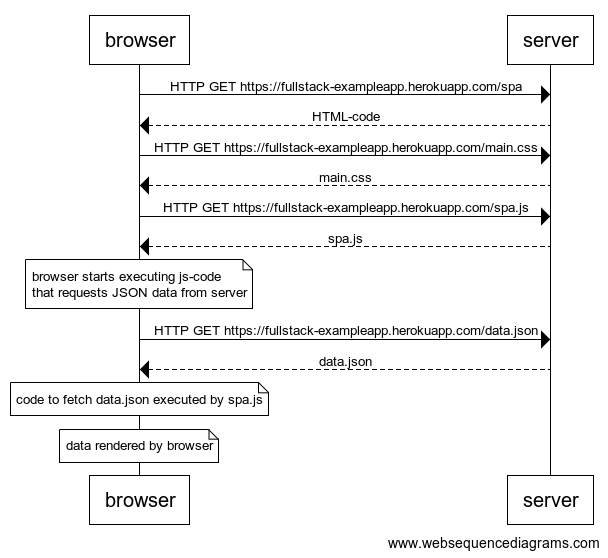 browser
server
HTTP GET https://fullstack-exampleapp.herokuapp.com/spa
HTML-code
HTTP GET https://fullstack-exampleapp.herokuapp.com/main.css
main.css
HTTP GET https://fullstack-exampleapp.herokuapp.com/spa.js
spa.js
browser starts executing js-code
that requests JSON data from server
HTTP GET https://fullstack-exampleapp.herokuapp.com/data.json
data.json
code to fetch data.json executed by spa.js
data rendered by browser
browser
server
www.websequencediagrams.com